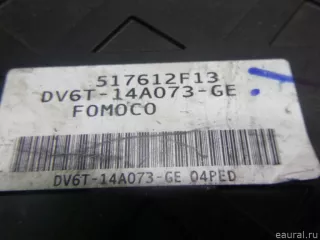 517612F13
DV6T-14A073-GE
FOMOCO
DV6T-14A073-GE 04PED
eaural.ru